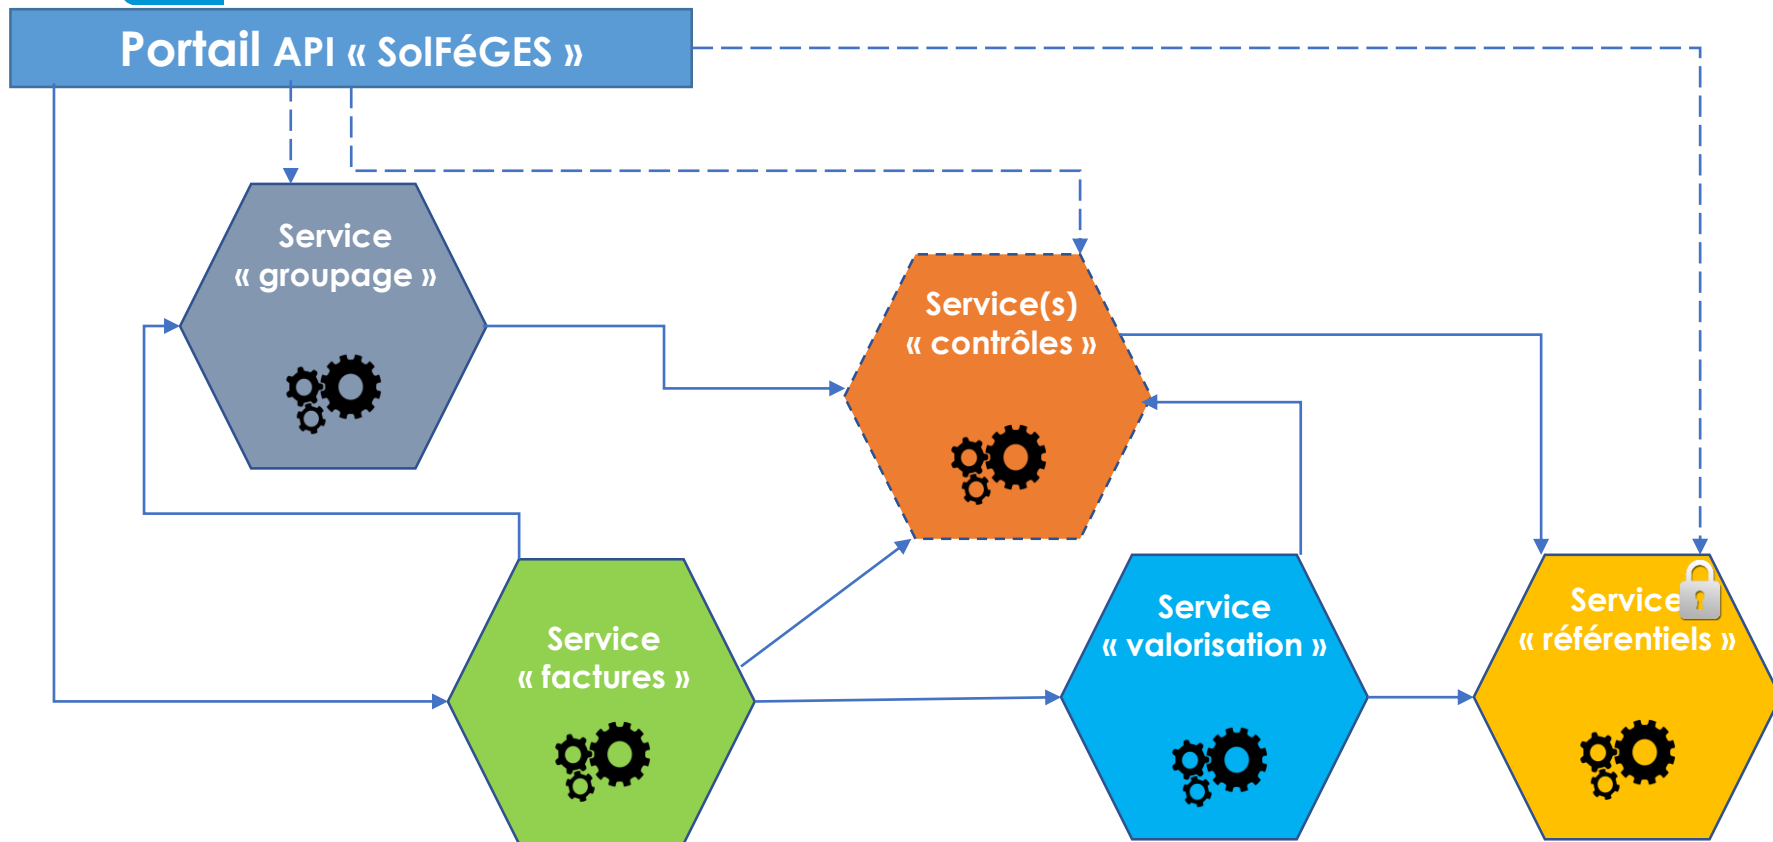 Portail API « SolFéGES »
Service
« groupage »
Service(s)
« contrôles »
Service
« factures »
Service
« valorisation »
Service
« référentiels »